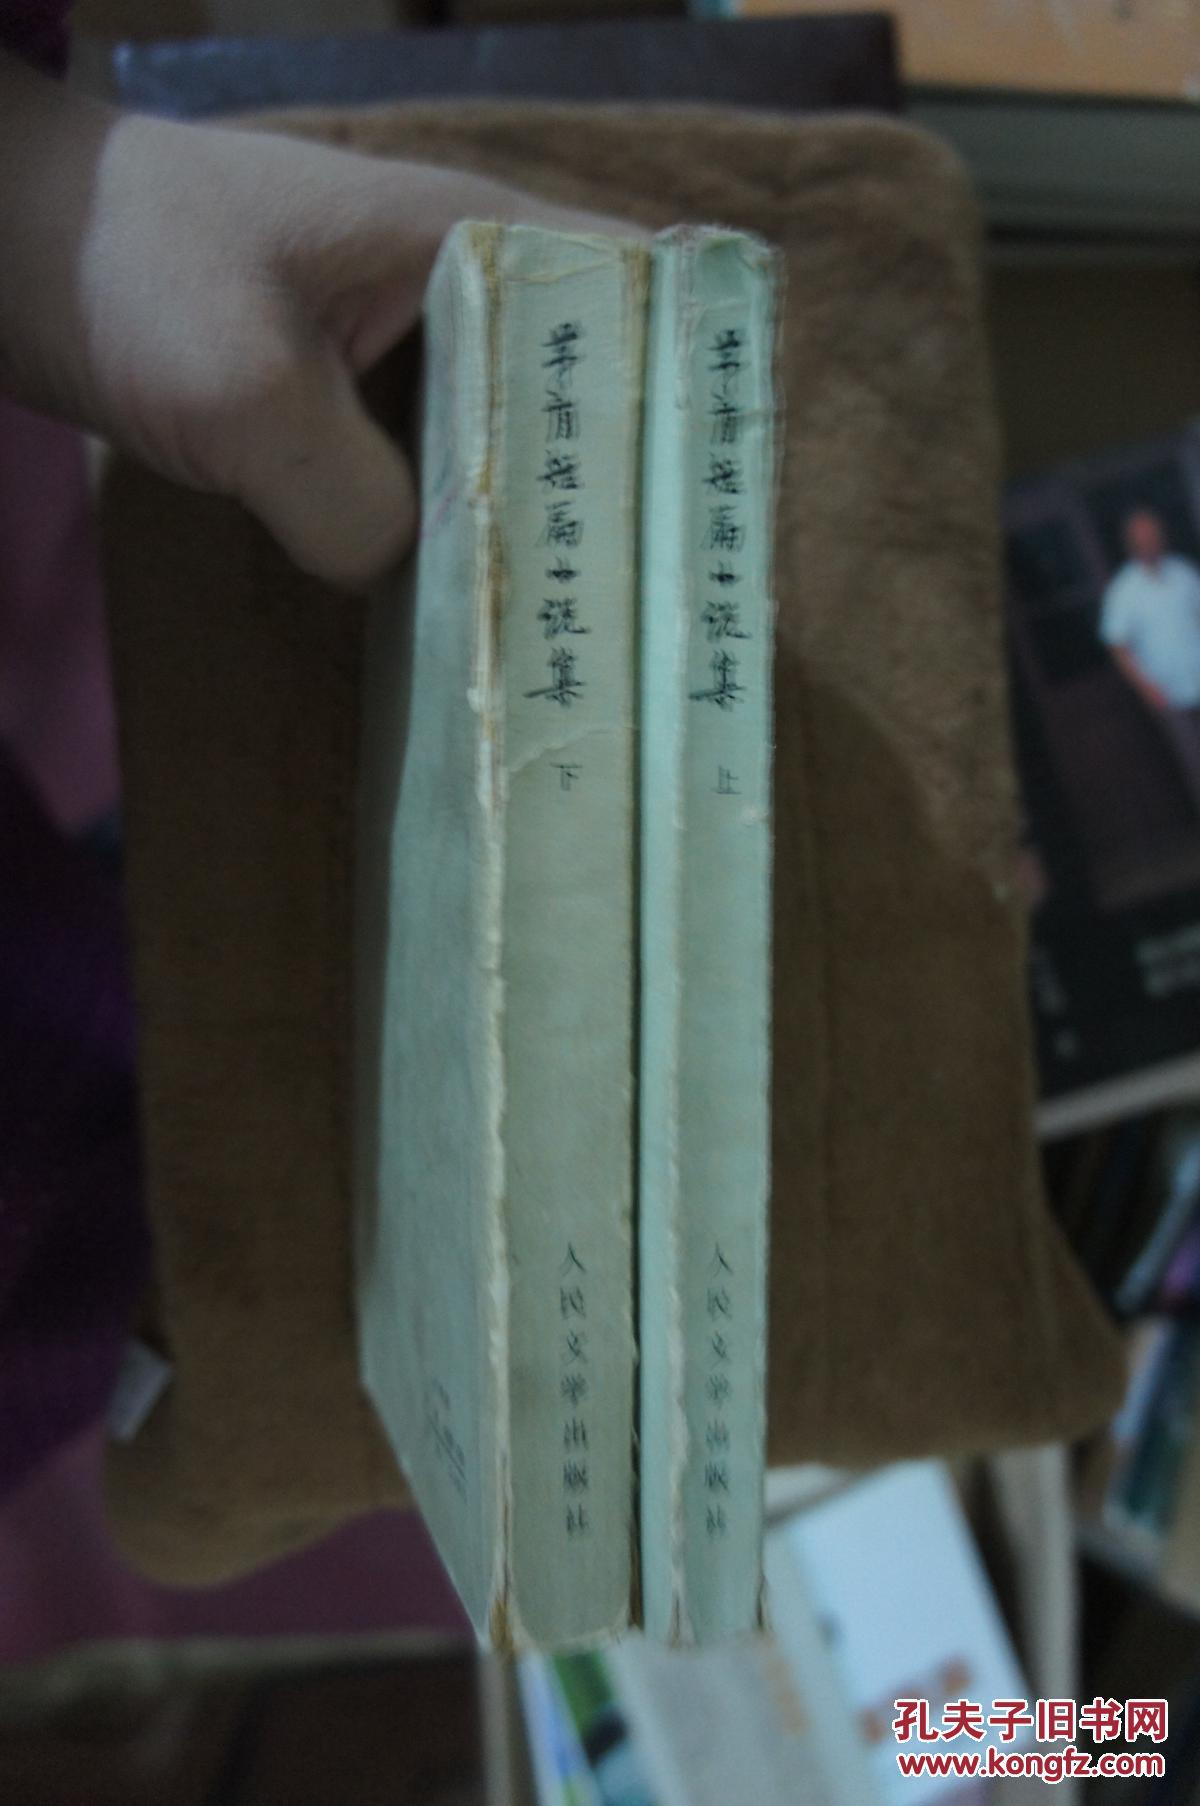 茅盾短篇小说集 下
人民文学出版社
茅盾短篇小说集 上
人民文学出版社
孔夫子旧书网
www.kongfz.com